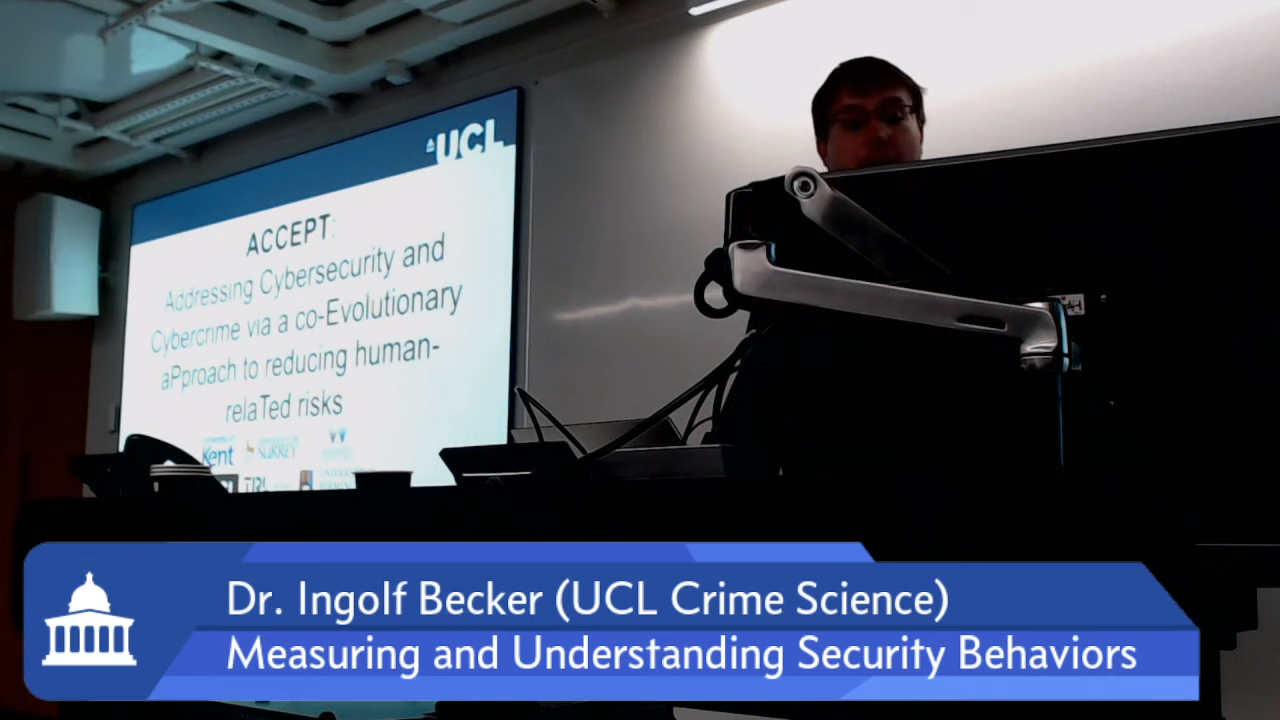 UCL
ACCEPT:
Addressing Cybersecurity and
Cybercrime via a co-Evolutionary
aPproach to reducing human-
relaTed risks
Kent
SURREY
Dr. Ingolf Becker (UCL Crime Science)
Measuring and Understanding Security Behaviors